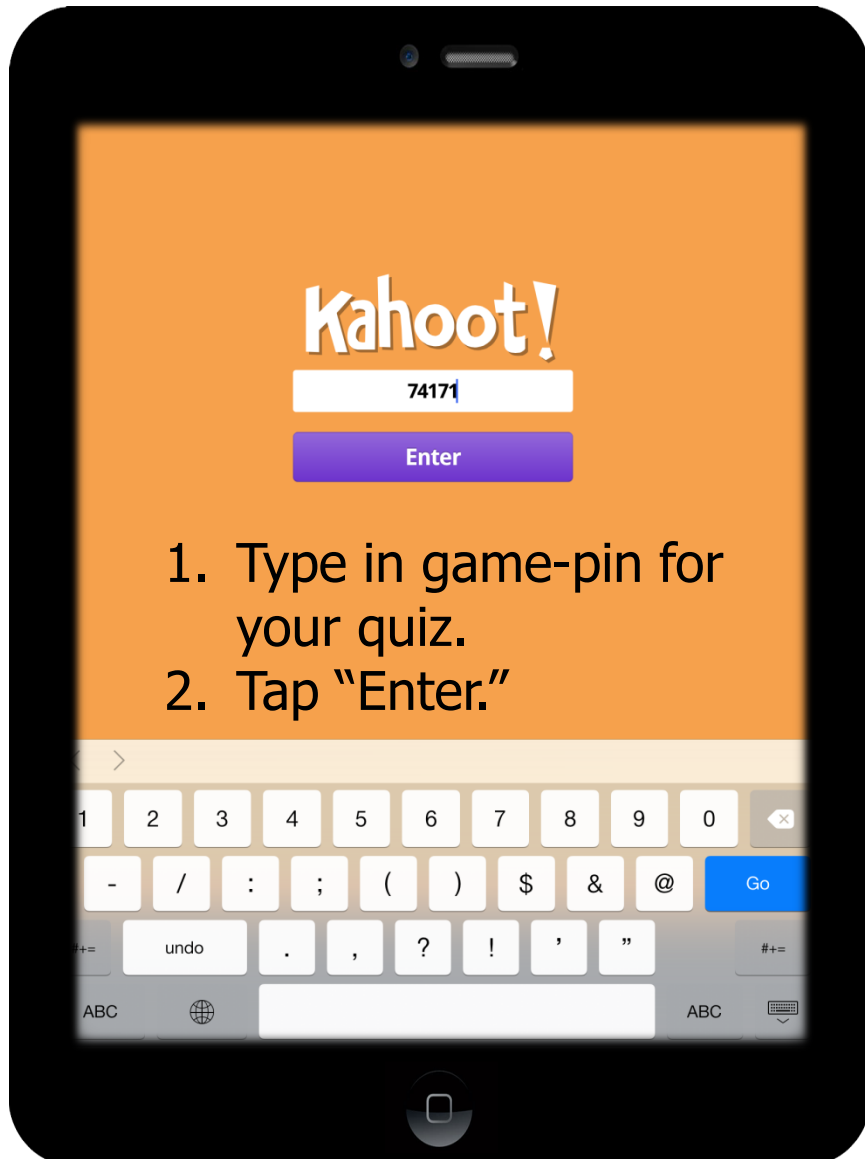 Kahoot!
74171
Enter
1. Type in game-pin for
your quiz.
2. Tap “Enter.”
1 2 3 4 5 6 7 8 9 0
- / : ; ( ) $ & @ Go
#+= undo . , ? ! ’ ” #+=
ABC ABC